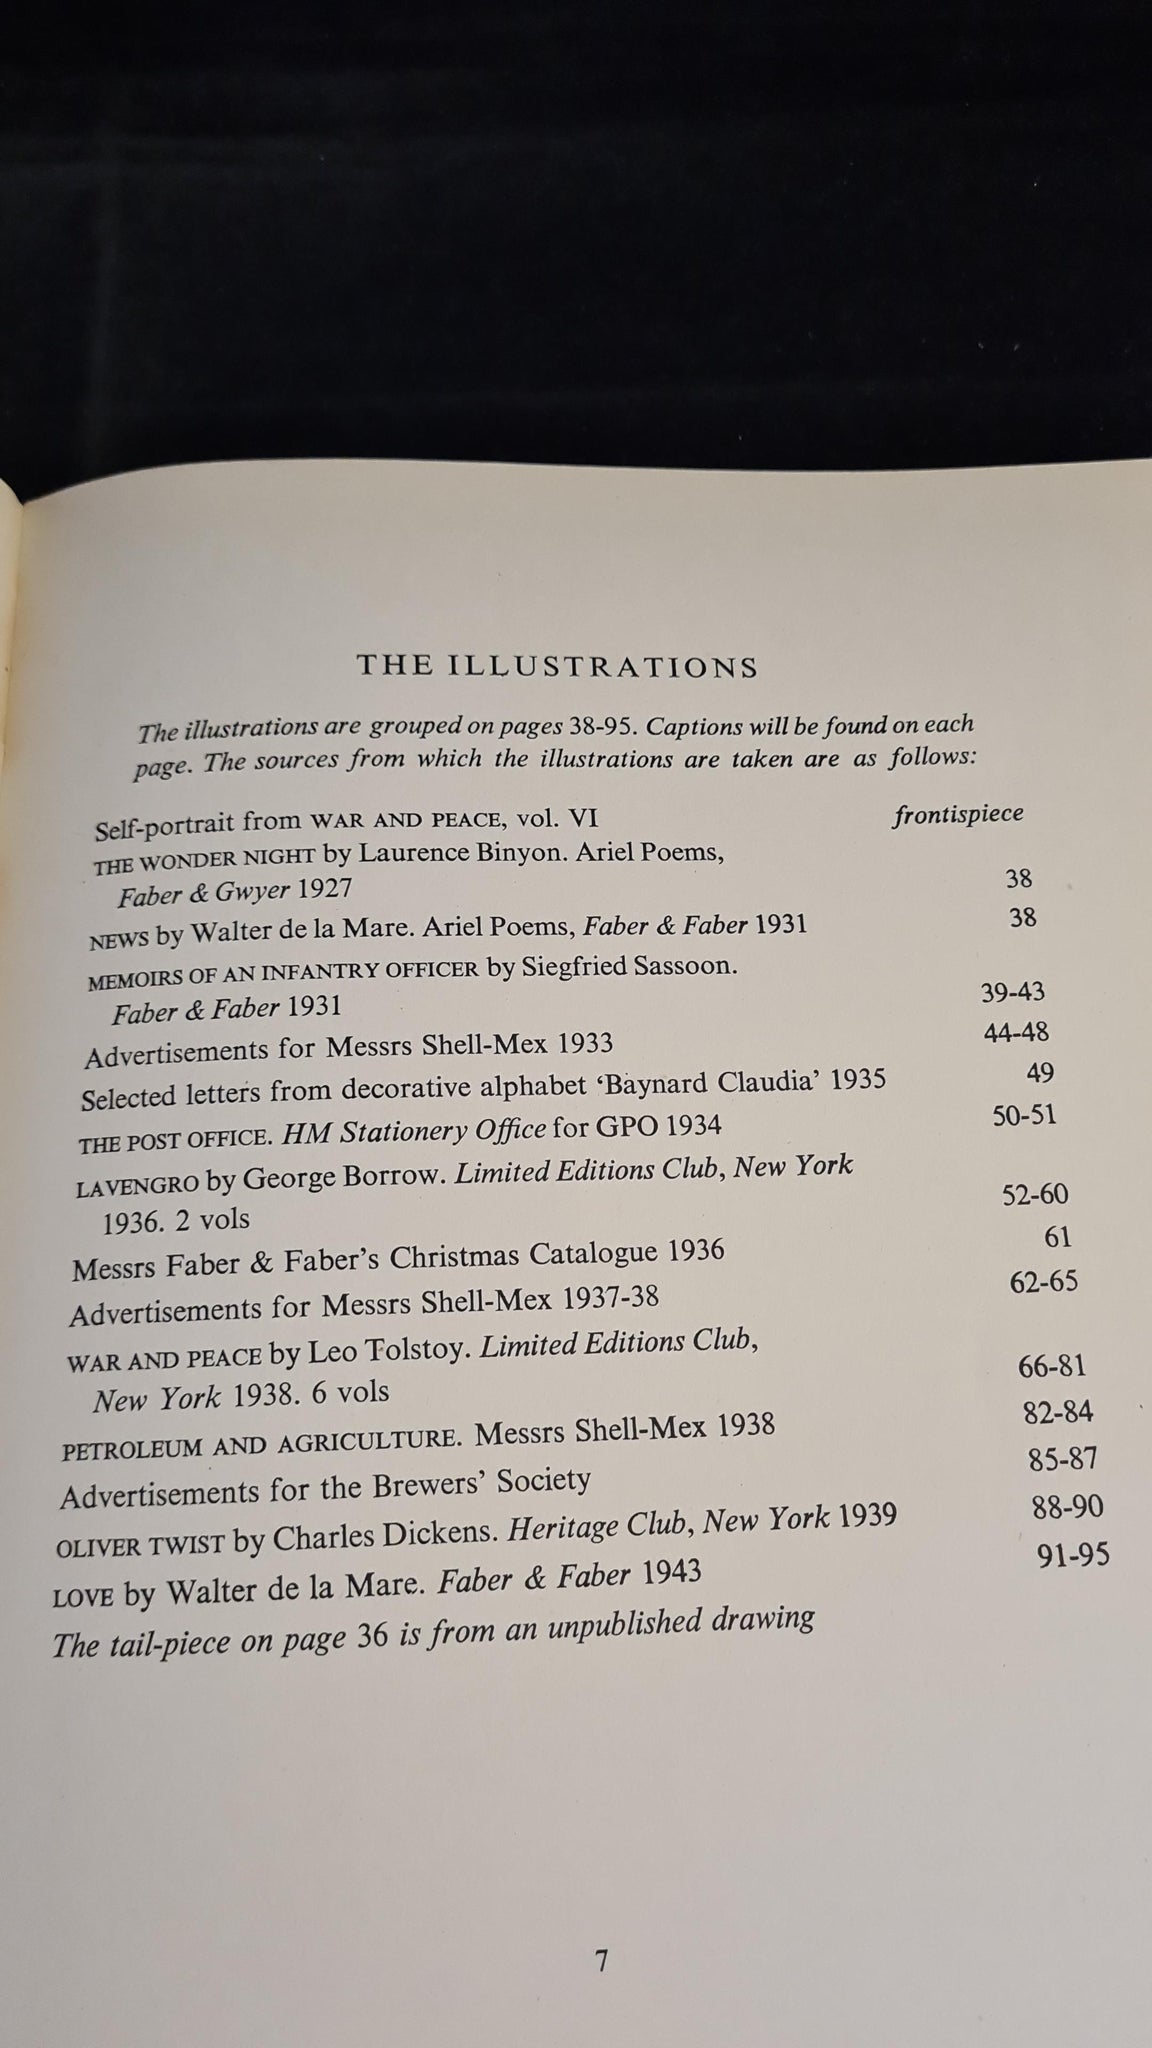 THE ILLUSTRATIONS
The illustrations are grouped on pages 38-95. Captions will be found on each
page. The sources from which the illustrations are taken are as follows:
Self-portrait from WAR AND PEACE, vol. VI frontispiece
THE WONDER NIGHT by Laurence Binyon. Ariel Poems,
Faber & Gwyer 1927 38
NEWS by Walter de la Mare. Ariel Poems, Faber & Faber 1931 38
MEMOIRS OF AN INFANTRY OFFICER by Siegfried Sassoon.
Faber & Faber 1931 39-43
Advertisements for Messrs Shell-Mex 1933 44-48
Selected letters from decorative alphabet ‘Baynard Claudia’ 1935 49
THE POST OFFICE. HM Stationery Office for GPO 1934 50-51
LAVENGRO by George Borrow. Limited Editions Club, New York
1936. 2 vols 52-60
Messrs Faber & Faber’s Christmas Catalogue 1936 61
Advertisements for Messrs Shell-Mex 1937-38 62-65
WAR AND PEACE by Leo Tolstoy. Limited Editions Club,
New York 1938. 6 vols 66-81
PETROLEUM AND AGRICULTURE. Messrs Shell-Mex 1938 82-84
Advertisements for the Brewers’ Society 85-87
OLIVER TWIST by Charles Dickens. Heritage Club, New York 1939 88-90
LOVE by Walter de la Mare. Faber & Faber 1943 91-95
The tail-piece on page 36 is from an unpublished drawing
7